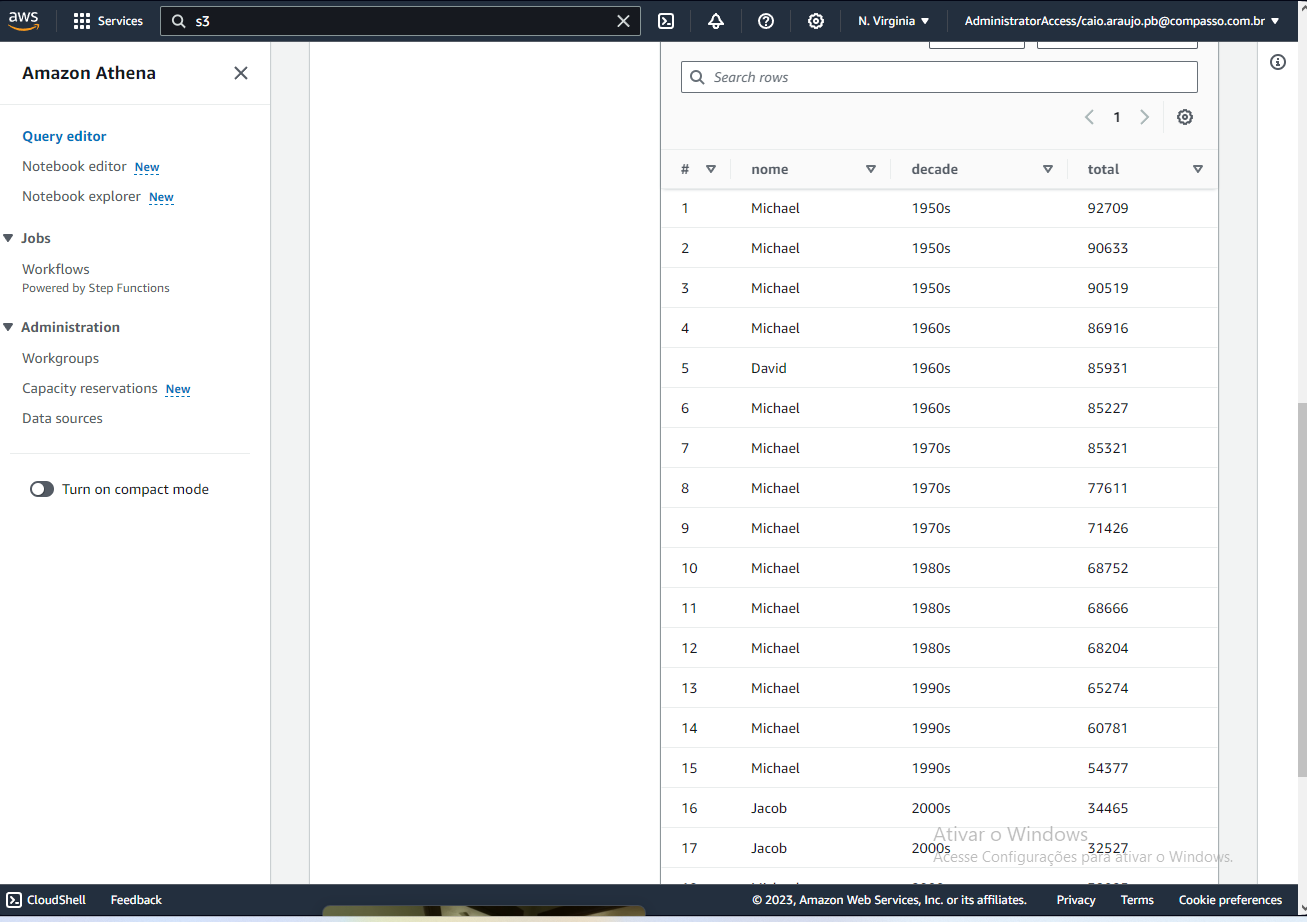 aws Services s3 N. Virginia AdministratorAccess/caio.araujo.pb@compasso.com.br
Amazon Athena
Query editor
Notebook editor New
Notebook explorer New
Jobs
Workflows
Powered by Step Functions
Administration
Workgroups
Capacity reservations New
Data sources
Turn on compact mode
Search rows
1
# nome decade total
1 Michael 1950s 92709
2 Michael 1950s 90633
3 Michael 1950s 90519
4 Michael 1960s 86916
5 David 1960s 85931
6 Michael 1960s 85227
7 Michael 1970s 85321
8 Michael 1970s 77611
9 Michael 1970s 71426
10 Michael 1980s 68752
11 Michael 1980s 68666
12 Michael 1980s 68204
13 Michael 1990s 65274
14 Michael 1990s 60781
15 Michael 1990s 54377
16 Jacob 2000s 34465
17 Jacob 2000s 32527
Ativar o Windows
Acesse Configurações para ativar o Windows.
CloudShell Feedback © 2023, Amazon Web Services, Inc. or its affiliates. Privacy Terms Cookie preferences